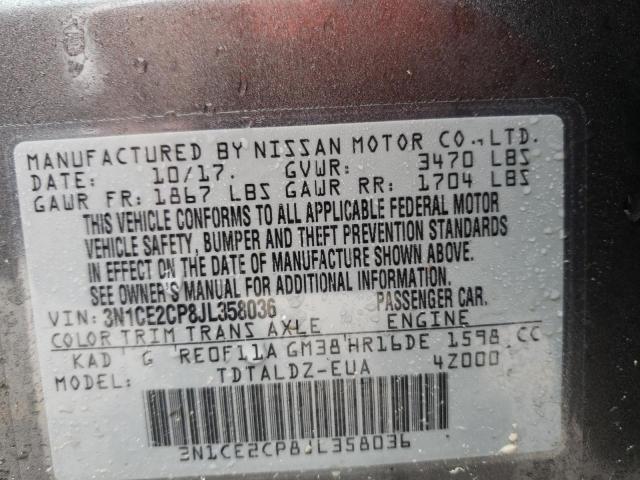 MANUFACTURED BY NISSAN MOTOR CO.,LTD.
DATE: 10/17. GVWR: 3470 LBS
GAWR FR: 1867 LBS GAWR RR: 1704 LBS
THIS VEHICLE CONFORMS TO ALL APPLICABLE FEDERAL MOTOR
VEHICLE SAFETY, BUMPER AND THEFT PREVENTION STANDARDS
IN EFFECT ON THE DATE OF MANUFACTURE SHOWN ABOVE.
SEE OWNER'S MANUAL FOR ADDITIONAL INFORMATION.
VIN: 3N1CE2CP8JL358036 PASSENGER CAR.
COLOR TRIM TRANS AXLE ENGINE
KAD G RE0F11A GM38 HR16DE 1598 CC
MODEL: TDTALDZ-EUA 4Z000
3N1CE2CP8JL358036